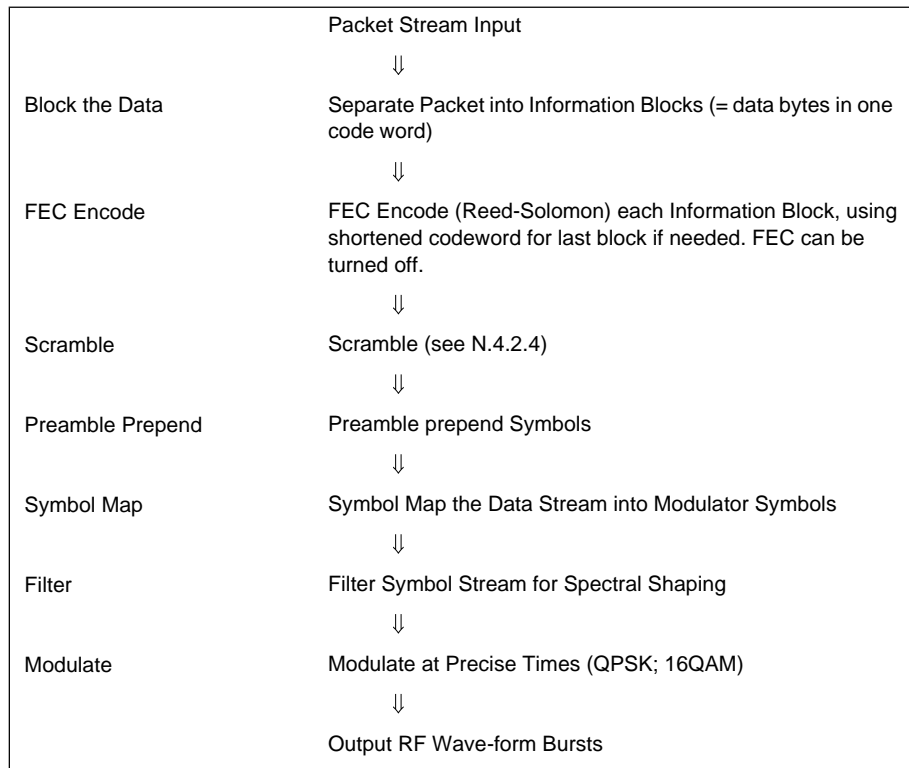 Packet Stream Input
⇓
Block the Data Separate Packet into Information Blocks (= data bytes in one
code word)
⇓
FEC Encode FEC Encode (Reed-Solomon) each Information Block, using
shortened codeword for last block if needed. FEC can be
turned off.
⇓
Scramble Scramble (see N.4.2.4)
⇓
Preamble Prepend Preamble prepend Symbols
⇓
Symbol Map Symbol Map the Data Stream into Modulator Symbols
⇓
Filter Filter Symbol Stream for Spectral Shaping
⇓
Modulate Modulate at Precise Times (QPSK; 16QAM)
⇓
Output RF Wave-form Bursts